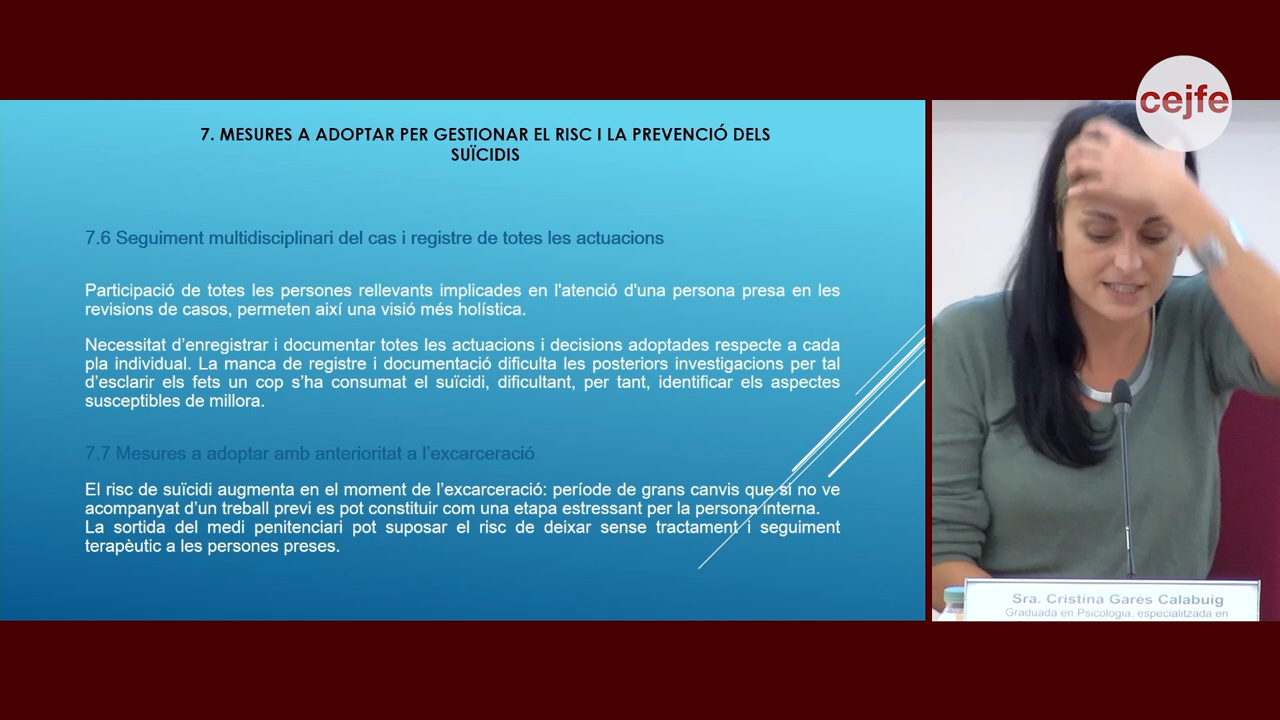 cejfe
7. MESURES A ADOPTAR PER GESTIONAR EL RISC I LA PREVENCIÓ DELS
SUÏCIDIS
7.6 Seguiment multidisciplinari del cas i registre de totes les actuacions
Participació de totes les persones rellevants implicades en l'atenció d'una persona presa en les
revisions de casos, permeten així una visió més holística.
Necessitat d'enregistrar i documentar totes les actuacions i decisions adoptades respecte a cada
pla individual. La manca de registre i documentació dificulta les posteriors investigacions per tal
d'esclarir els fets un cop s'ha consumat el suïcidi, dificultant, per tant, identificar els aspectes
susceptibles de millora.
7.7 Mesures a adoptar amb anterioritat a l'excarceració
El risc de suïcidi augmenta en el moment de l'excarceració: període de grans canvis que si no ve
acompanyat d'un treball previ es pot constituir com una etapa estressant per la persona interna.
La sortida del medi penitenciari pot suposar el risc de deixar sense tractament i seguiment
terapèutic a les persones preses.
Sra. Cristina Garés Calabuig
Graduada en Psicologia, especialitzada en